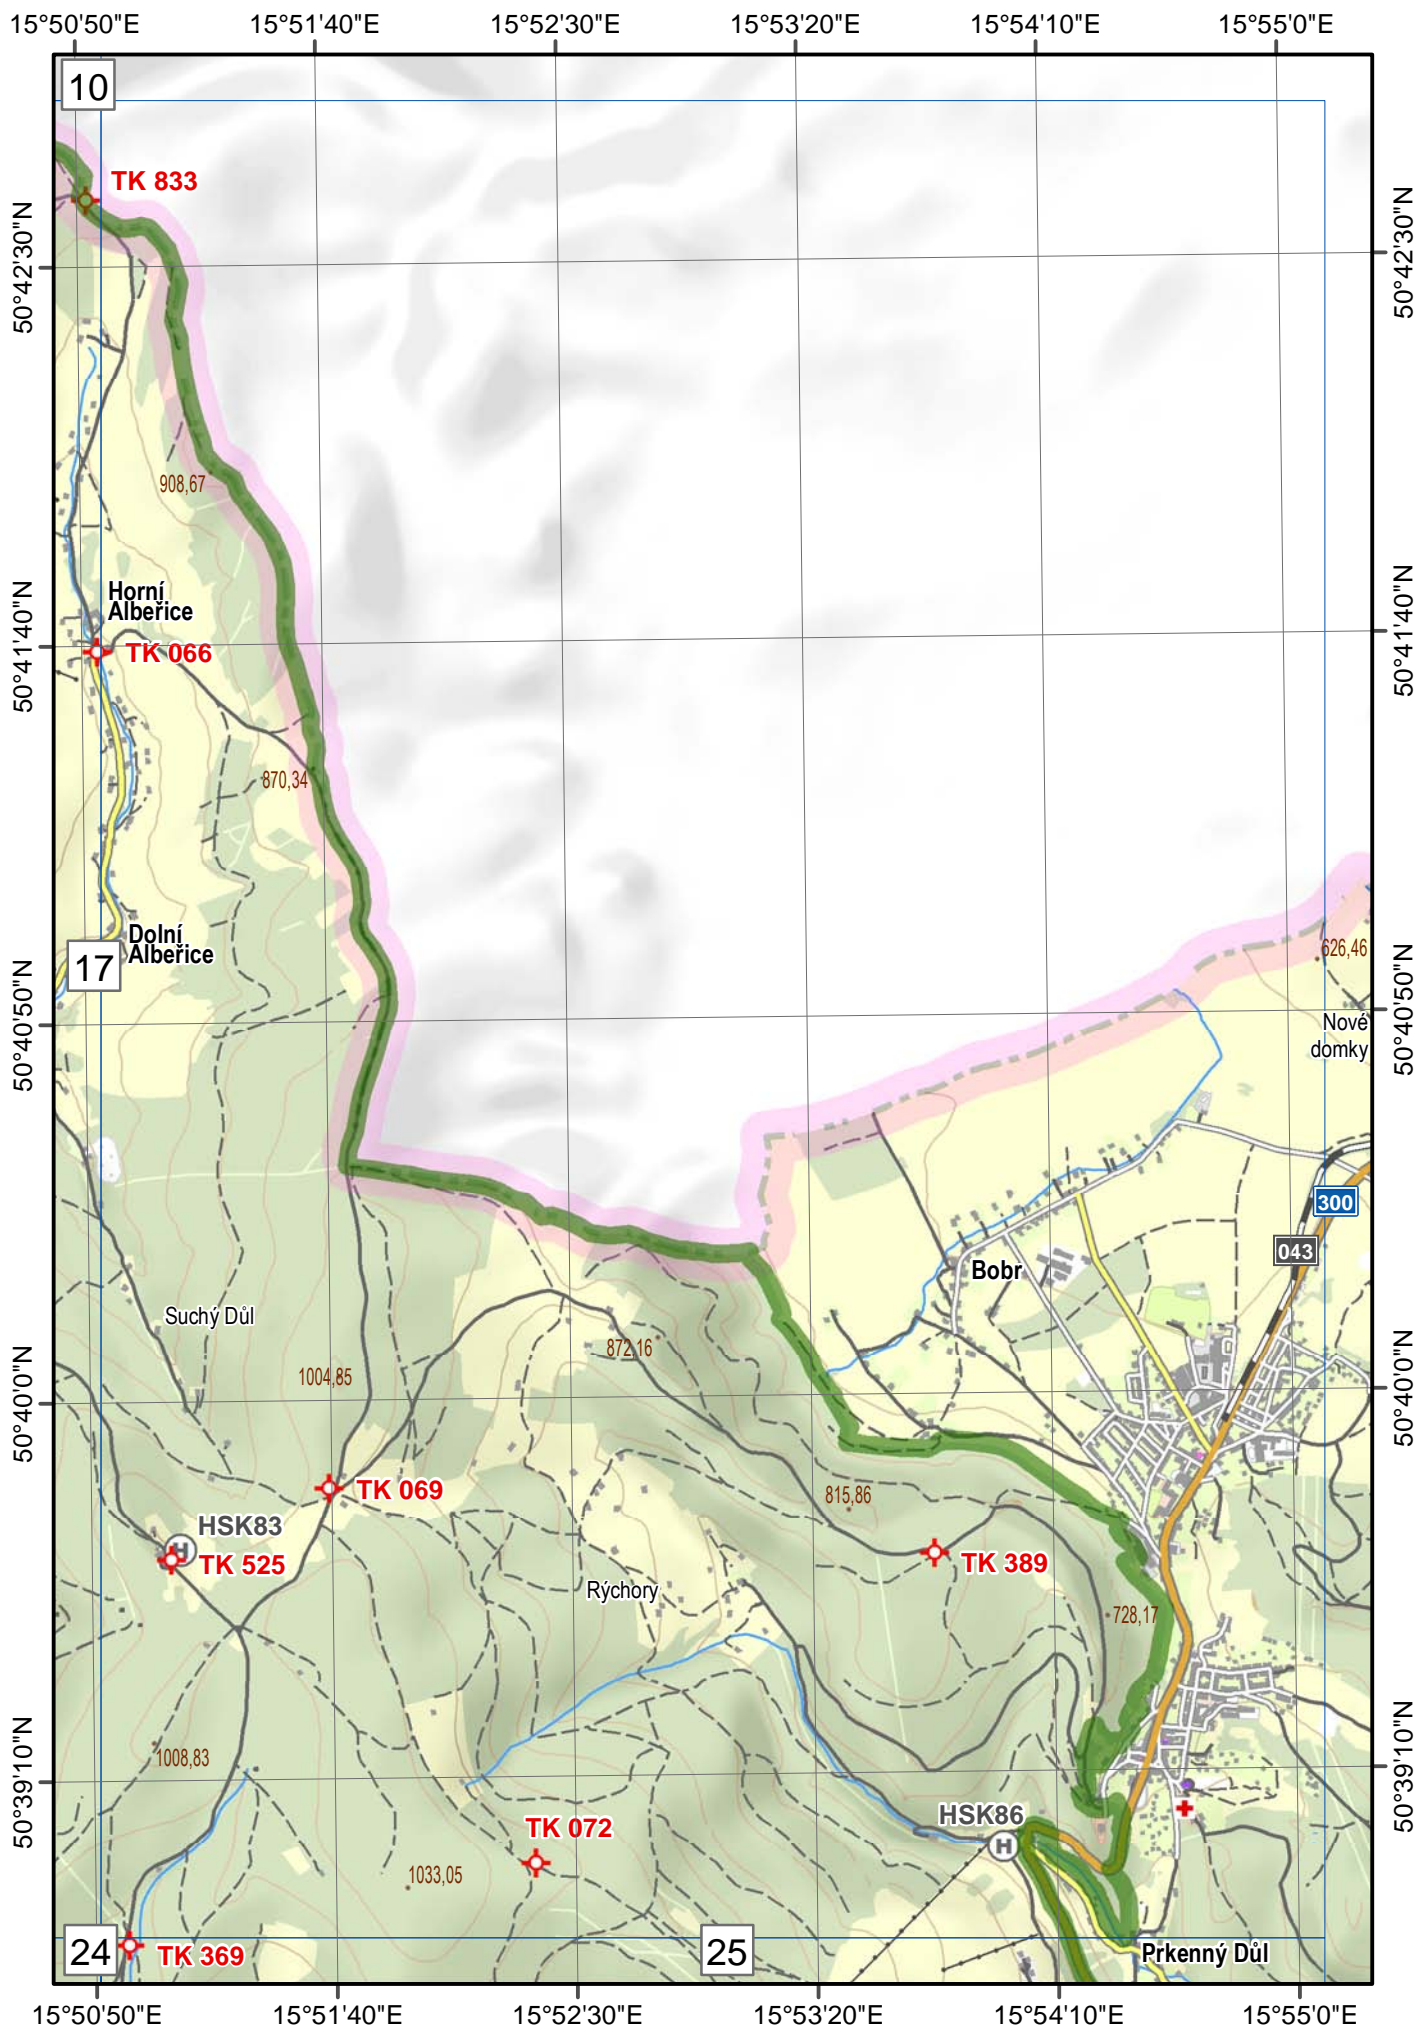 15°50'50"E 15°51'40"E 15°52'30"E 15°53'20"E 15°54'10"E 15°55'0"E
10
TK 833
50°42'30"N 50°42'30"N
908,67
Horní
Albeřice
50°41'40"N 50°41'40"N
TK 066
870,34
Dolní
Albeřice
17
626,46
50°40'50"N 50°40'50"N
Nové
domky
300
043
Bobr
Suchý Důl
872,16
1004,85
50°40'0"N 50°40'0"N
TK 069
815,86
HSK83
H
TK 525
TK 389
Rýchory
728,17
1008,83
50°39'10"N 50°39'10"N
HSK86
H
TK 072
1033,05
24
TK 369
25
Prkenný Důl
15°50'50"E 15°51'40"E 15°52'30"E 15°53'20"E 15°54'10"E 15°55'0"E